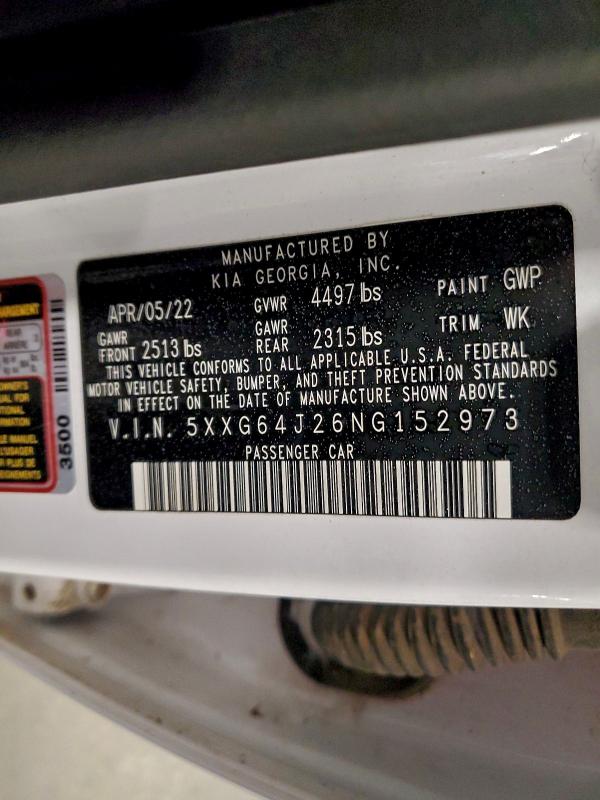 MANUFACTURED BY
KIA GEORGIA, INC.
APR/05/22 GVWR 4497 lbs PAINT GWP
GAWR FRONT 2513 lbs GAWR REAR 2315 lbs TRIM WK
THIS VEHICLE CONFORMS TO ALL APPLICABLE U.S.A. FEDERAL
MOTOR VEHICLE SAFETY, BUMPER, AND THEFT PREVENTION STANDARDS
IN EFFECT ON THE DATE OF MANUFACTURE SHOWN ABOVE.
V.I.N. 5XXG64J26NG152973
PASSENGER CAR
3500